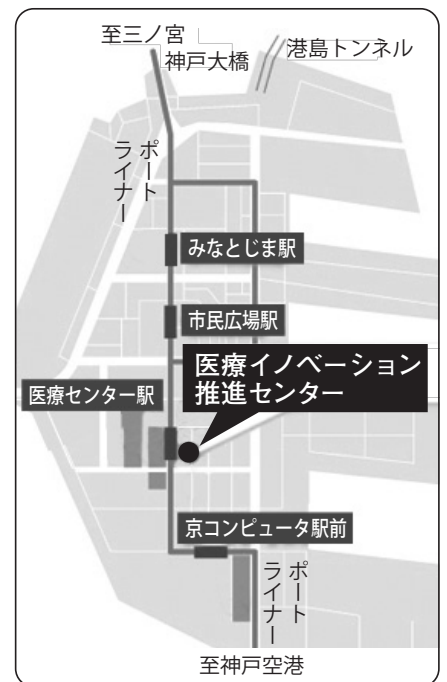 至三ノ宮
神戸大橋
港島トンネル
ポート
ライナー
みなとじま駅
市民広場駅
医療イノベーション
推進センター
医療センター駅
京コンピュータ駅前
ポート
ライナー
至神戸空港